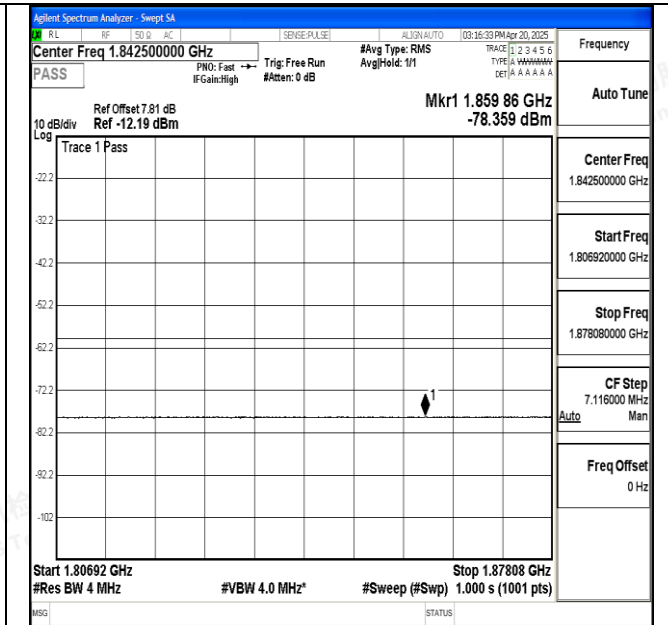 Agilent Spectrum Analyzer - Swept SA
RL RF 50 Ω AC SENSE:PULSE ALIGN AUTO 03:16:33 PM Apr 20, 2025
Center Freq 1.842500000 GHz
#Avg Type: RMS
TRACE 1 2 3 4 5 6
PASS
PNO: Fast
Trig: Free Run
Avg|Hold: 1/1
TYPE A WWWWW
IFGain:High
#Atten: 0 dB
DET A A A A A A
Mkr1 1.859 86 GHz
-78.359 dBm
Ref Offset 7.81 dB
10 dB/div Ref -12.19 dBm
Log
Trace 1 Pass
-22.2
-32.2
-42.2
-52.2
-62.2
-72.2
1
-82.2
-92.2
-102
Start 1.80692 GHz Stop 1.87808 GHz
#Res BW 4 MHz #VBW 4.0 MHz* #Sweep (#Swp) 1.000 s (1001 pts)
MSG STATUS
Frequency
Auto Tune
Center Freq
1.842500000 GHz
Start Freq
1.806920000 GHz
Stop Freq
1.878080000 GHz
CF Step
7.116000 MHz
Auto Man
Freq Offset
0 Hz